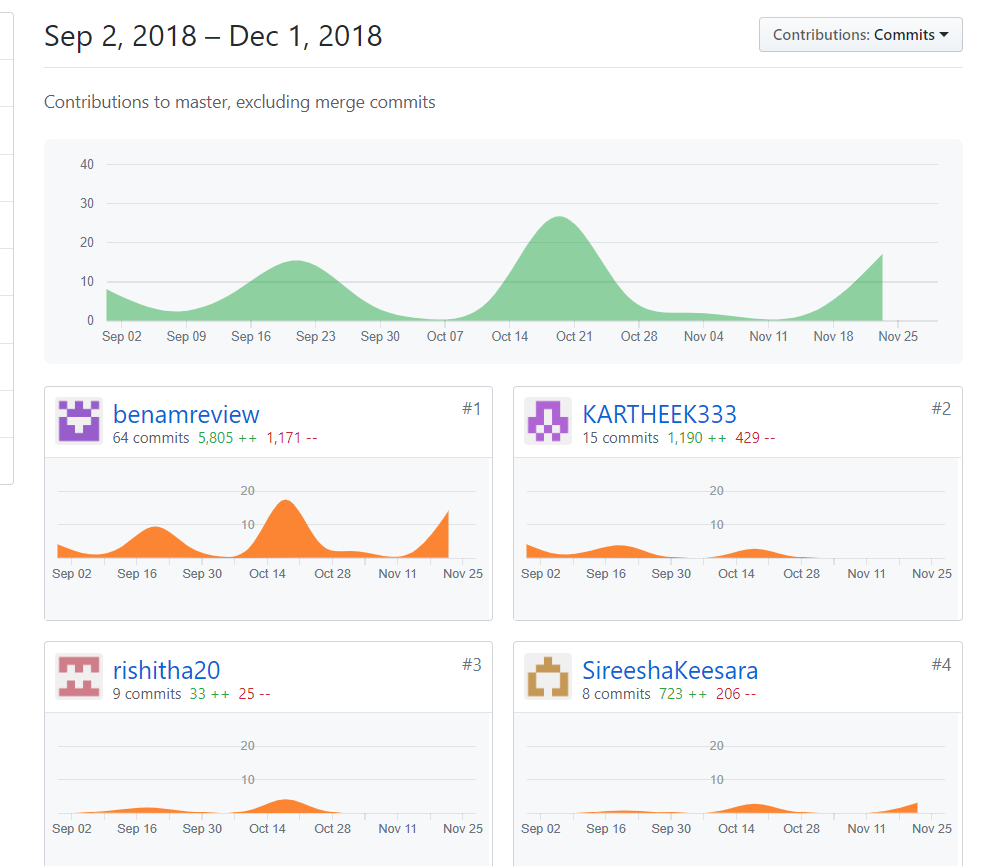 Sep 2, 2018 – Dec 1, 2018
Contributions: Commits
Contributions to master, excluding merge commits
40
30
20
10
0
Sep 02 Sep 09 Sep 16 Sep 23 Sep 30 Oct 07 Oct 14 Oct 21 Oct 28 Nov 04 Nov 11 Nov 18 Nov 25
benamreview #1
64 commits 5,805 ++ 1,171 --
20
10
Sep 02 Sep 16 Sep 30 Oct 14 Oct 28 Nov 11 Nov 25
KARTHEEK333 #2
15 commits 1,190 ++ 429 --
20
10
Sep 02 Sep 16 Sep 30 Oct 14 Oct 28 Nov 11 Nov 25
rishitha20 #3
9 commits 33 ++ 25 --
20
10
Sep 02 Sep 16 Sep 30 Oct 14 Oct 28 Nov 11 Nov 25
SireeshaKeesara #4
8 commits 723 ++ 206 --
20
10
Sep 02 Sep 16 Sep 30 Oct 14 Oct 28 Nov 11 Nov 25